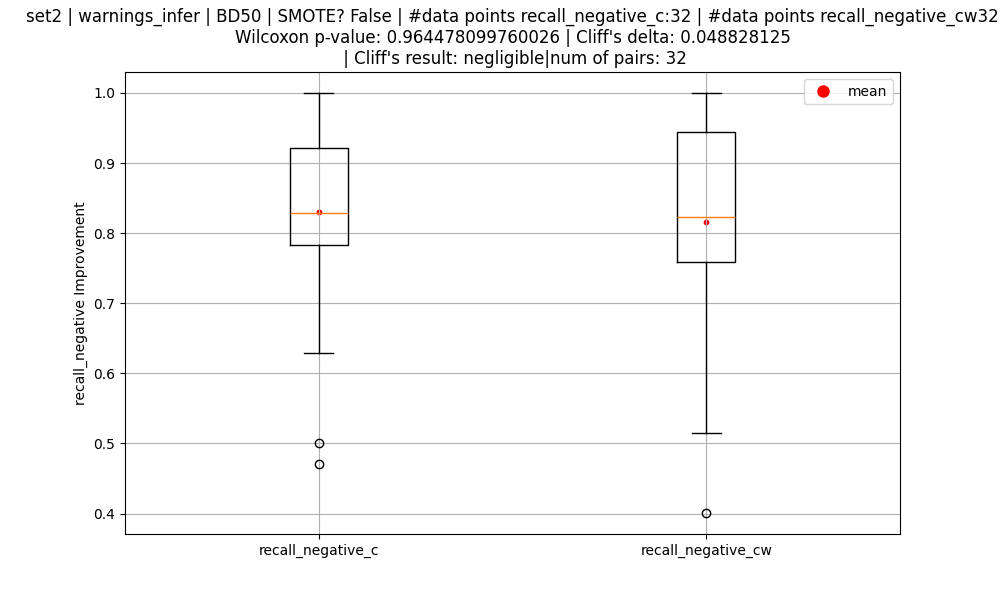 set2 | warnings_infer | BD50 | SMOTE? False | #data points recall_negative_c:32 | #data points recall_negative_cw32
Wilcoxon p-value: 0.964478099760026 | Cliff's delta: 0.048828125
| Cliff's result: negligible|num of pairs: 32
mean
1.0
0.9
0.8
0.7
0.6
0.5
0.4
recall_negative Improvement
recall_negative_c
recall_negative_cw